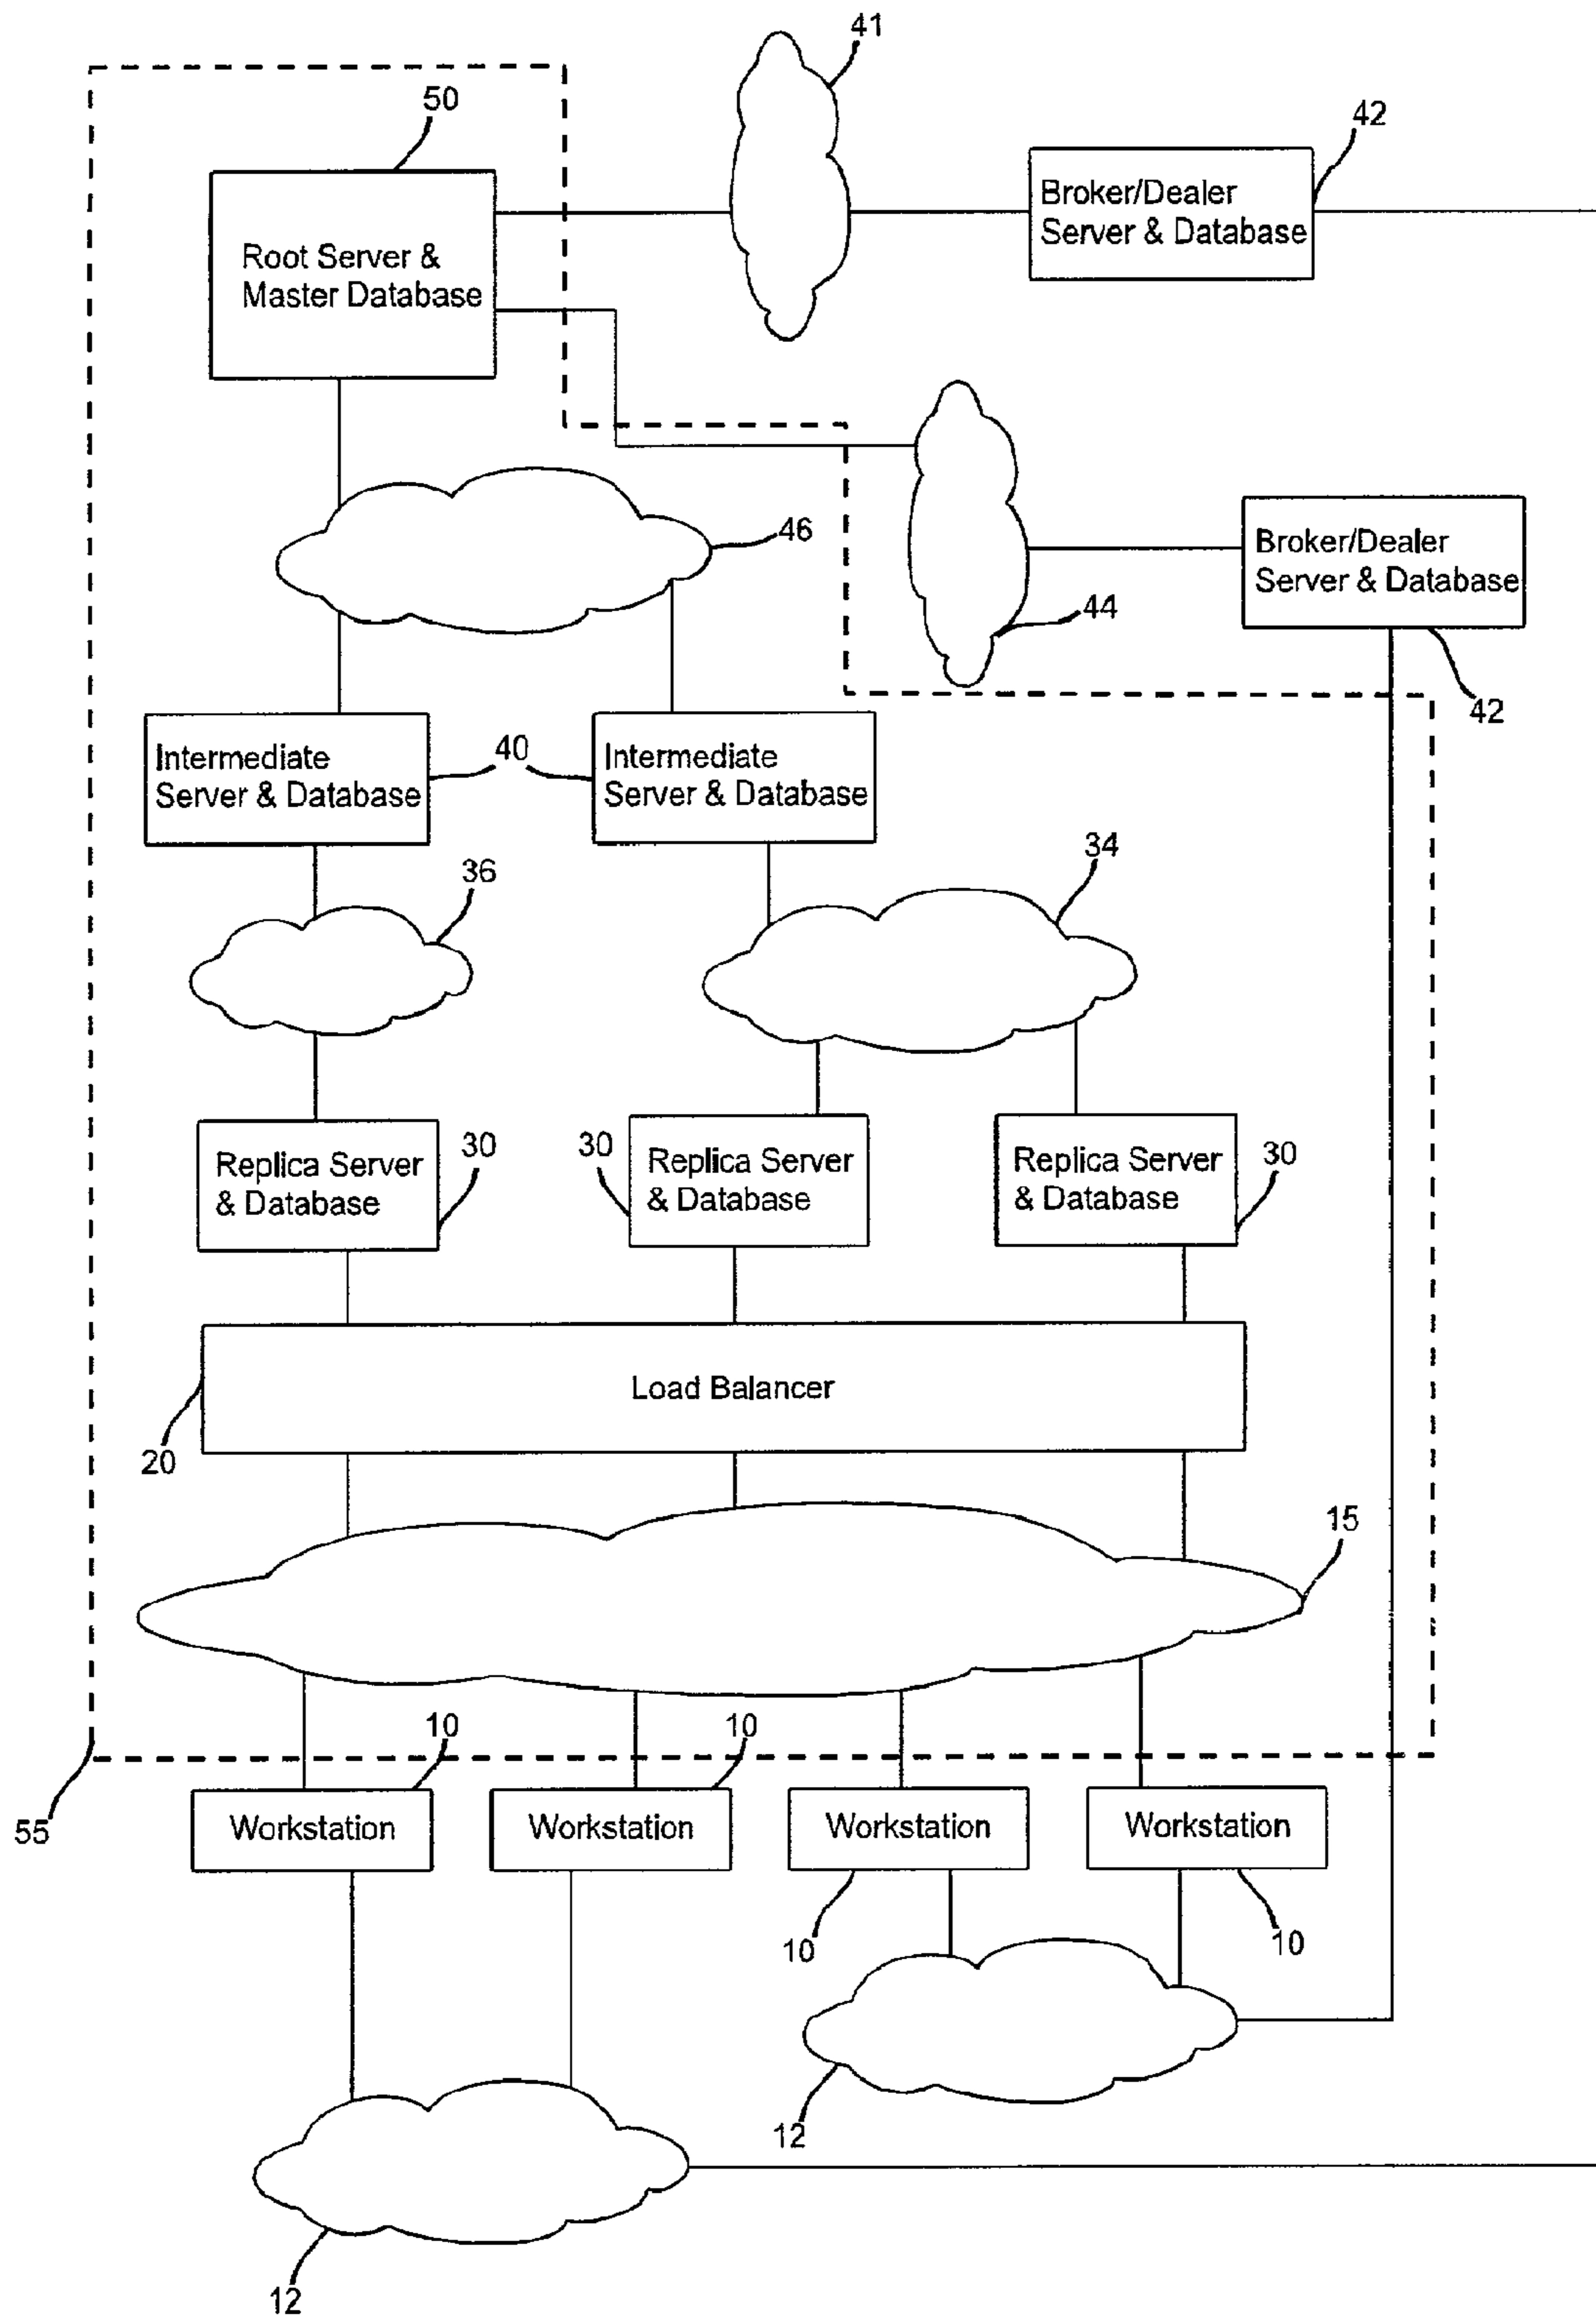 41
50
42
Broker/Dealer
Server & Database
Root Server &
Master Database
46
Broker/Dealer
Server & Database
44
42
Intermediate
Server & Database
40
Intermediate
Server & Database
36
34
Replica Server
& Database
30
30
Replica Server
& Database
Replica Server
& Database
30
Load Balancer
20
15
10
10
55
Workstation
Workstation
Workstation
Workstation
10
10
12
12